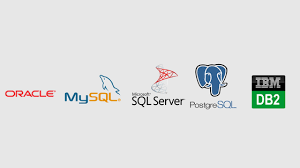 ORACLE
MySQL
Microsoft
SQL Server
PostgreSQL
IBM
DB2